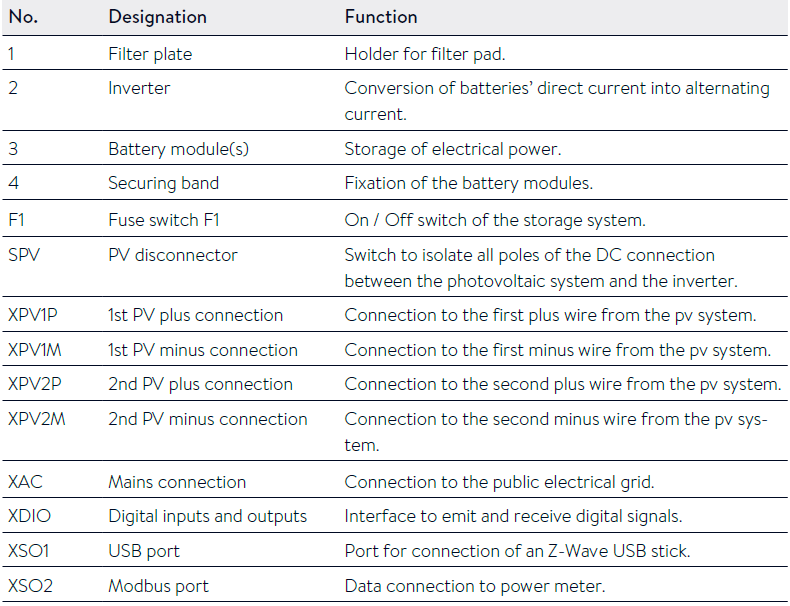 No. Designation Function
1 Filter plate Holder for filter pad.
2 Inverter Conversion of batteries’ direct current into alternating
current.
3 Battery module(s) Storage of electrical power.
4 Securing band Fixation of the battery modules.
F1 Fuse switch F1 On / Off switch of the storage system.
SPV PV disconnector Switch to isolate all poles of the DC connection
between the photovoltaic system and the inverter.
XPV1P 1st PV plus connection Connection to the first plus wire from the pv system.
XPV1M 1st PV minus connection Connection to the first minus wire from the pv system.
XPV2P 2nd PV plus connection Connection to the second plus wire from the pv system.
XPV2M 2nd PV minus connection Connection to the second minus wire from the pv sys-
tem.
XAC Mains connection Connection to the public electrical grid.
XDIO Digital inputs and outputs Interface to emit and receive digital signals.
XSO1 USB port Port for connection of an Z-Wave USB stick.
XSO2 Modbus port Data connection to power meter.